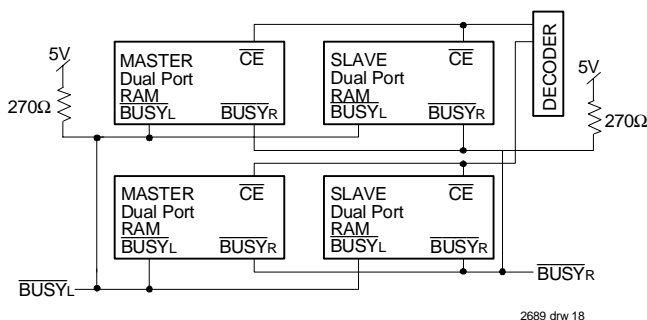 MASTER
Dual Port
RAM
CE
BUSYL
BUSYR
SLAVE
Dual Port
RAM
CE
BUSYL
BUSYR
DECODER
5V
270Ω
5V
270Ω
MASTER
Dual Port
RAM
CE
BUSYL
BUSYR
SLAVE
Dual Port
RAM
CE
BUSYL
BUSYR
BUSYL
BUSYR
2689 drw 18